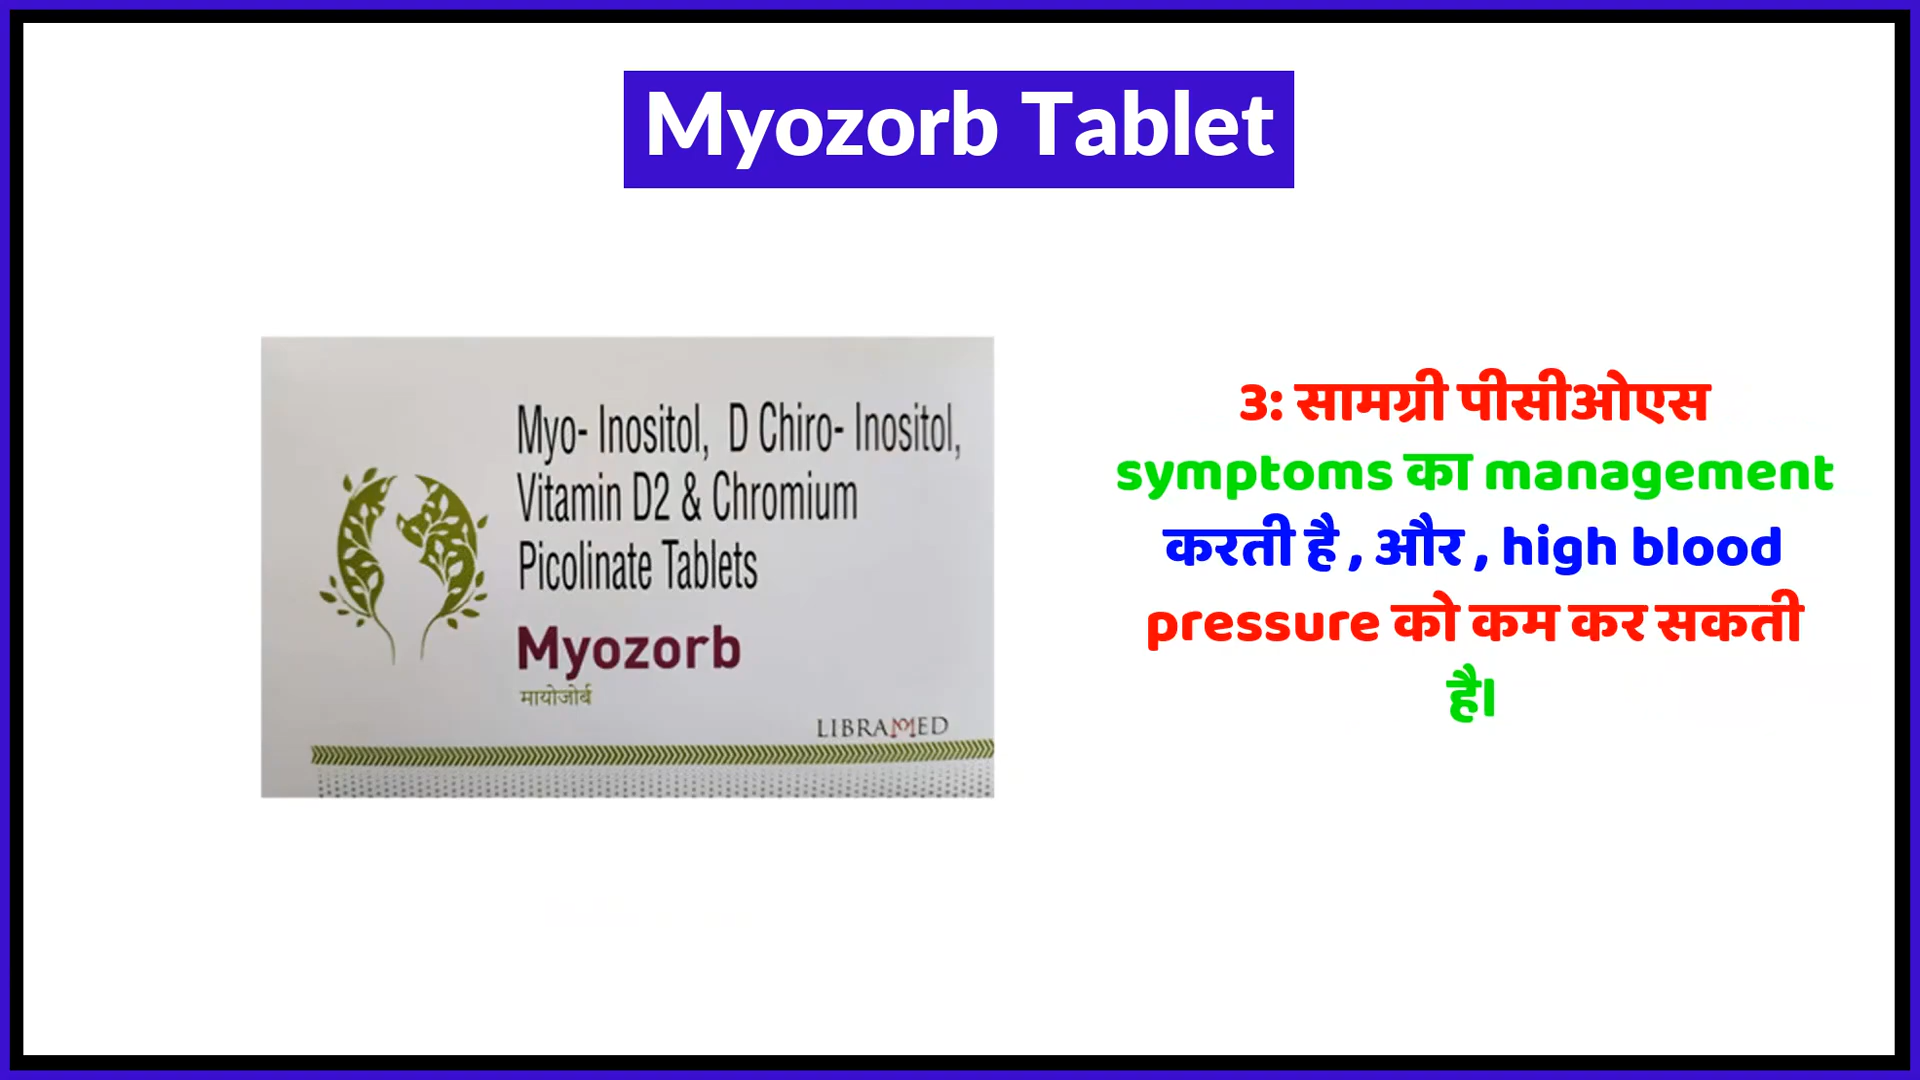 Myozorb Tablet
Myo- Inositol, D Chiro- Inositol,
Vitamin D2 & Chromium
Picolinate Tablets
Myozorb
मायोजोर्ब
LIBRAMED
3: सामग्री पीसीओएस
symptoms का management
करती है , और , high blood
pressure को कम कर सकती
है।